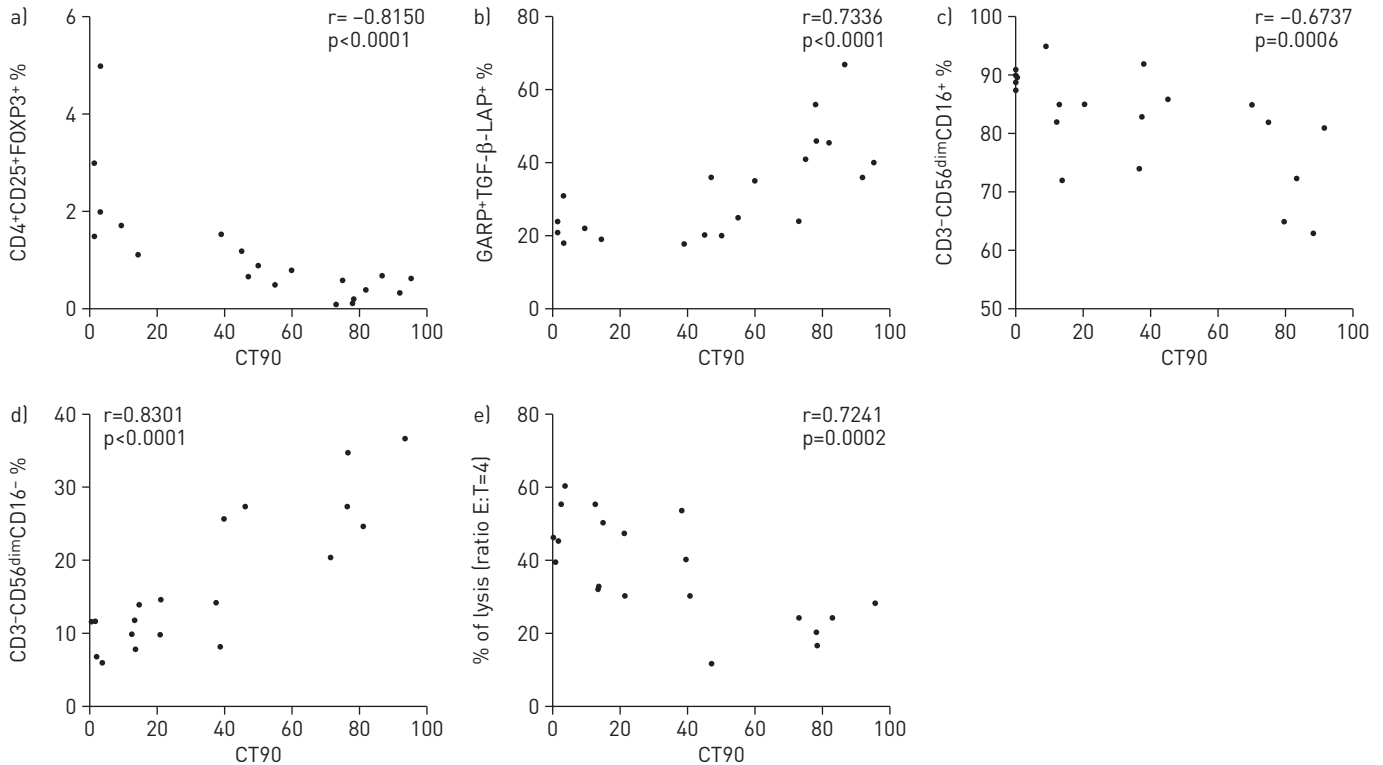 a)
r= –0.8150
p<0.0001
CD4+CD25+FOXP3+ %
6
4
2
0
0 20 40 60 80 100
CT90
b)
r=0.7336
p<0.0001
GARP+TGF-β-LAP+ %
80
60
40
20
0
0 20 40 60 80 100
CT90
c)
r= –0.6737
p=0.0006
CD3–CD56dimCD16+ %
100
90
80
70
60
50
0 20 40 60 80 100
CT90
d)
r=0.8301
p<0.0001
CD3–CD56dimCD16– %
40
30
20
10
0
0 20 40 60 80 100
CT90
e)
r=0.7241
p=0.0002
% of lysis (ratio E:T=4)
80
60
40
20
0
0 20 40 60 80 100
CT90